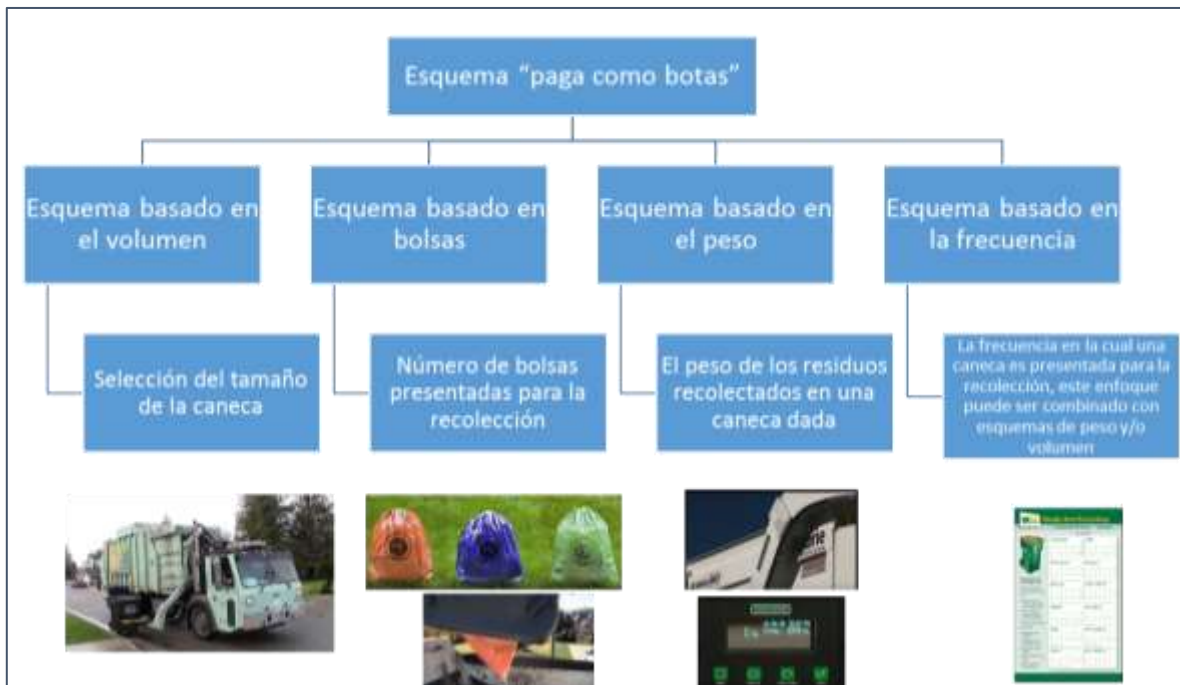 Esquema “paga como botas”
Esquema basado en
el volumen
Esquema basado en
bolsas
Esquema basado en
el peso
Esquema basado en
la frecuencia
Selección del tamaño
de la caneca
Número de bolsas
presentadas para la
recolección
El peso de los residuos
recolectados en una
caneca dada
La frecuencia en la cual una
caneca es presentada para la
recolección, este enfoque
puede ser combinado con
esquemas de peso y/o
volumen